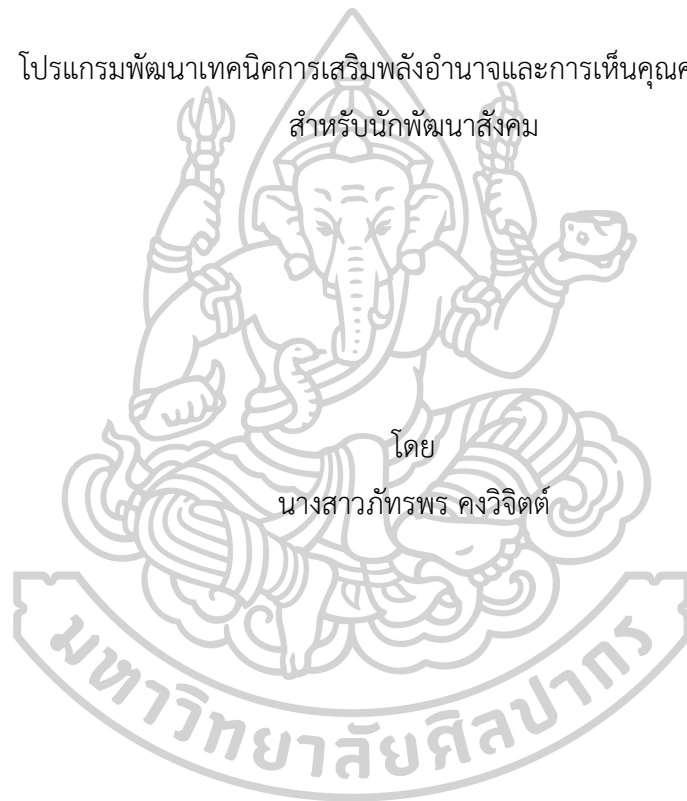 โปรแกรมพัฒนาเทคนิคการเสริมพลังอำนาจและการเห็น
สำหรับนักพัฒนาสังคม
โดย
นางสาวภัทรพร คงวิจิตต์
มหาวิทยาลัยศิลปากร